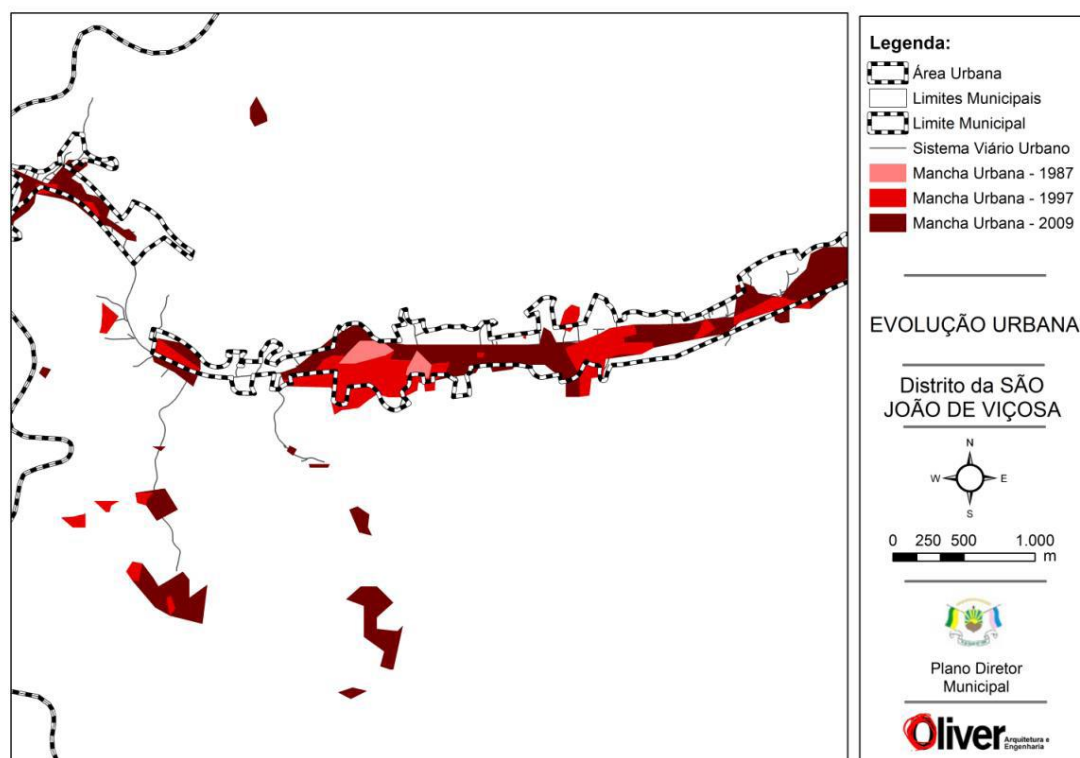 Legenda:
Área Urbana
Limites Municipais
Limite Municipal
Sistema Viário Urbano
Mancha Urbana - 1987
Mancha Urbana - 1997
Mancha Urbana - 2009
EVOLUÇÃO URBANA
Distrito da SÃO
JOÃO DE VIÇOSA
N
W E
S
0 250 500 1.000
m
Plano Diretor
Municipal
Oliver Arquitetura e
Engenharia